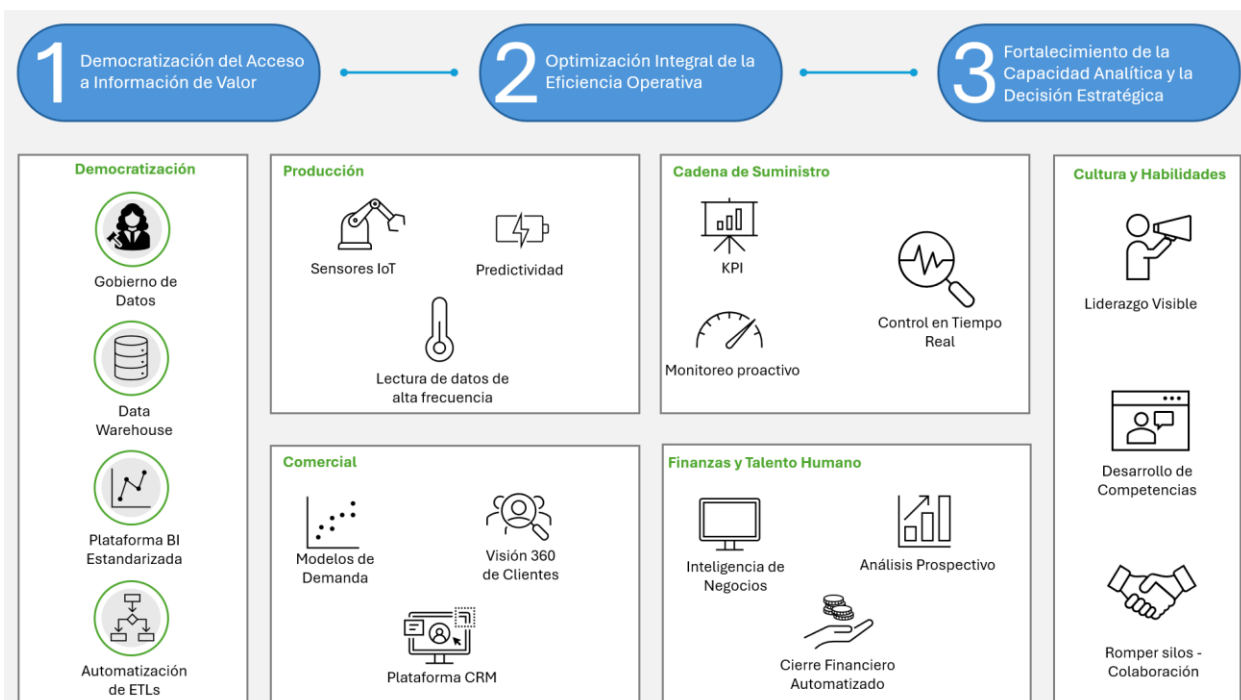 1
Democratización del Acceso
a Información de Valor
2
Optimización Integral de la
Eficiencia Operativa
3
Fortalecimiento de la
Capacidad Analítica y la
Decisión Estratégica
Democratización
Gobierno de
Datos
Data
Warehouse
Plataforma BI
Estandarizada
Automatización
de ETLs
Producción
Sensores IoT
Predictividad
Lectura de datos de
alta frecuencia
Cadena de Suministro
KPI
Control en Tiempo
Real
Monitoreo proactivo
Comercial
Modelos de
Demanda
Visión 360
de Clientes
Plataforma CRM
Finanzas y Talento Humano
Inteligencia de
Negocios
Análisis Prospectivo
Cierre Financiero
Automatizado
Cultura y Habilidades
Liderazgo Visible
Desarrollo de
Competencias
Romper silos -
Colaboración